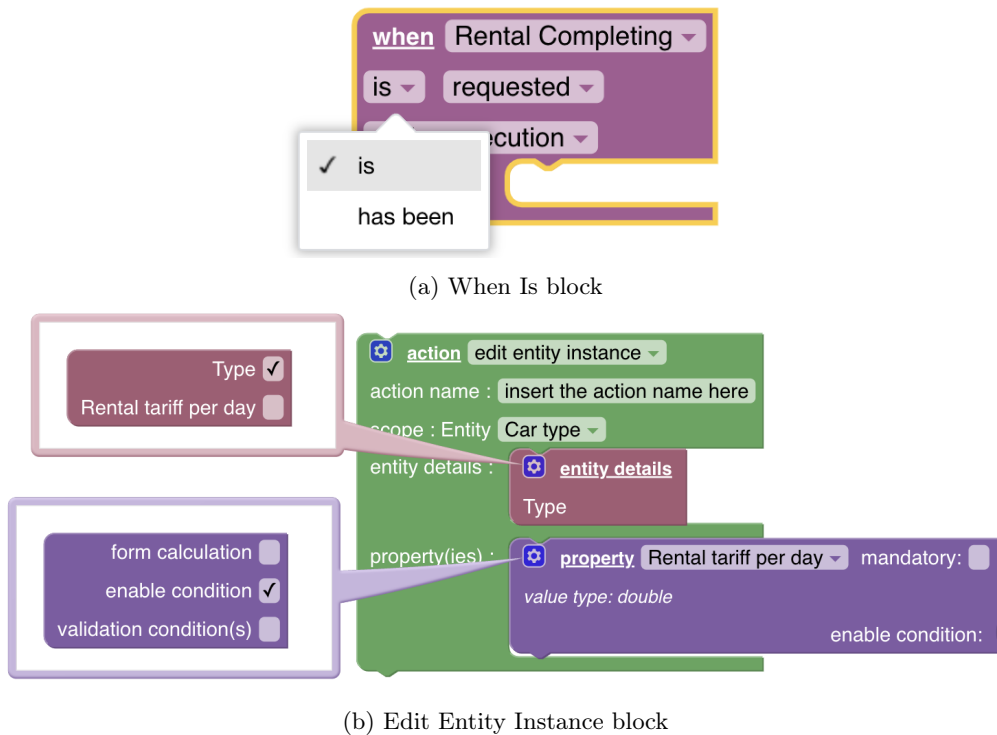 when Rental Completing
is requested
ecution
is
has been
(a) When Is block
Type
Rental tariff per day
action edit entity instance
action name : insert the action name here
scope : Entity Car type
entity details :
entity details
Type
form calculation
enable condition
validation condition(s)
property(ies) :
property Rental tariff per day mandatory:
value type: double
enable condition:
(b) Edit Entity Instance block